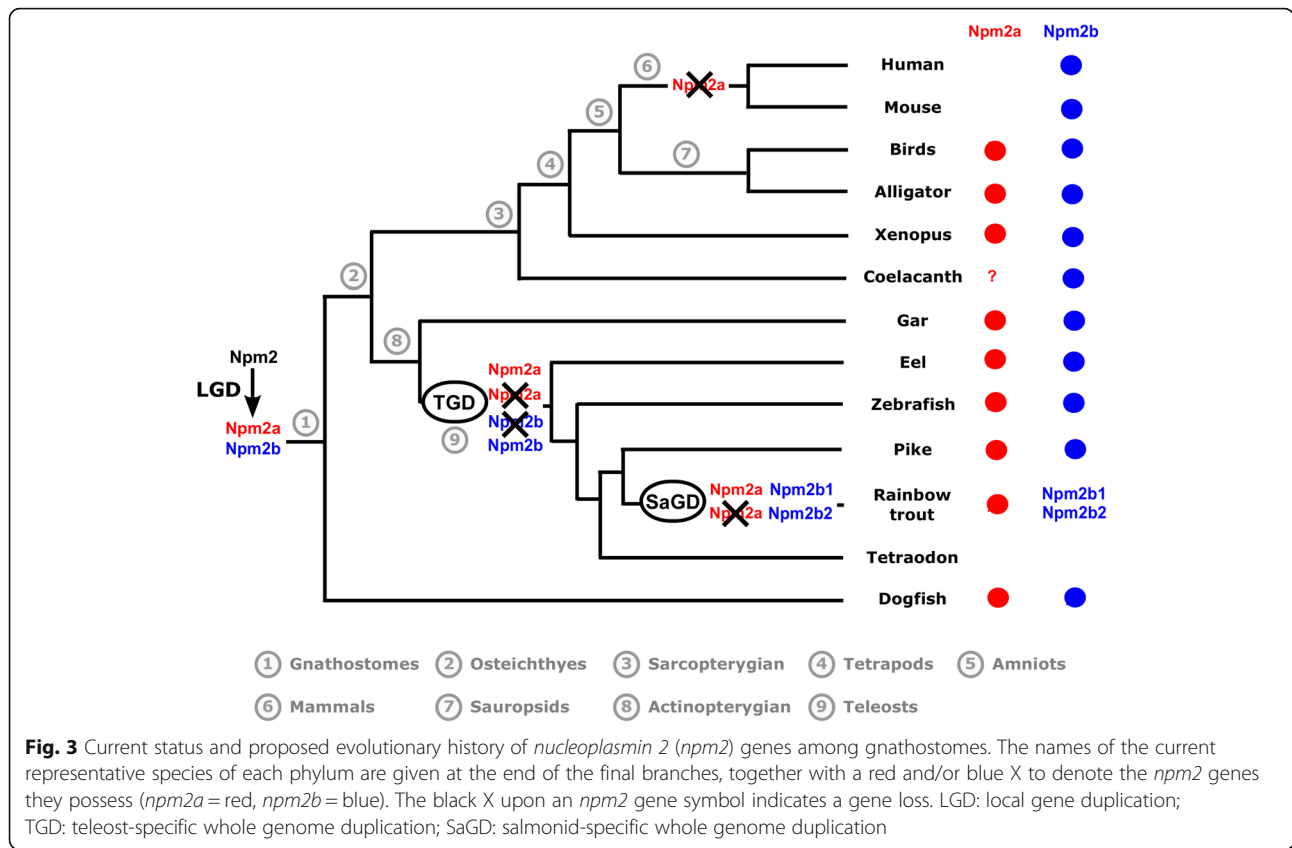 Npm2a Npm2b
Human
6 Npm2a
Mouse
5
Birds
7
4
Alligator
3
Xenopus
Coelacanth ?
2
Gar
8
Npm2
LGD
Npm2a
Npm2b
1
Eel
Npm2a
Npm2a
TGD
Npm2b
Npm2b
9
Zebrafish
Pike
SaGD
Npm2a Npm2b1
Npm2a Npm2b2
Rainbow
trout
Npm2b1
Npm2b2
Tetraodon
Dogfish
1 Gnathostomes 2 Osteichthyes 3 Sarcopterygian 4 Tetrapods 5 Amniots
6 Mammals 7 Sauropsids 8 Actinopterygian 9 Teleosts
Fig. 3 Current status and proposed evolutionary history of nucleoplasmin 2 (npm2) genes among gnathostomes. The names of the current
representative species of each phylum are given at the end of the final branches, together with a red and/or blue X to denote the npm2 genes
they possess (npm2a = red, npm2b = blue). The black X upon an npm2 gene symbol indicates a gene loss. LGD: local gene duplication;
TGD: teleost-specific whole genome duplication; SaGD: salmonid-specific whole genome duplication